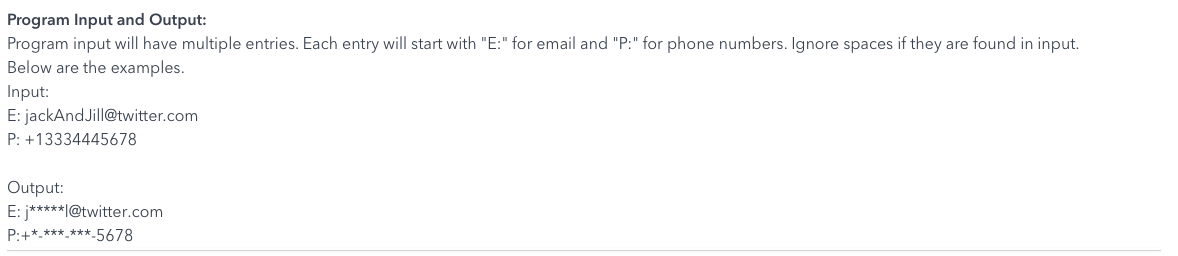 Program Input and Output:
Program input will have multiple entries. Each entry will start with "E:" for email and "P:" for phone numbers. Ignore spaces if they are found in input.
Below are the examples.
Input:
E: jackAndJill@twitter.com
P: +13334445678
Output:
E: j*****l@twitter.com
P:+*-***-***-5678